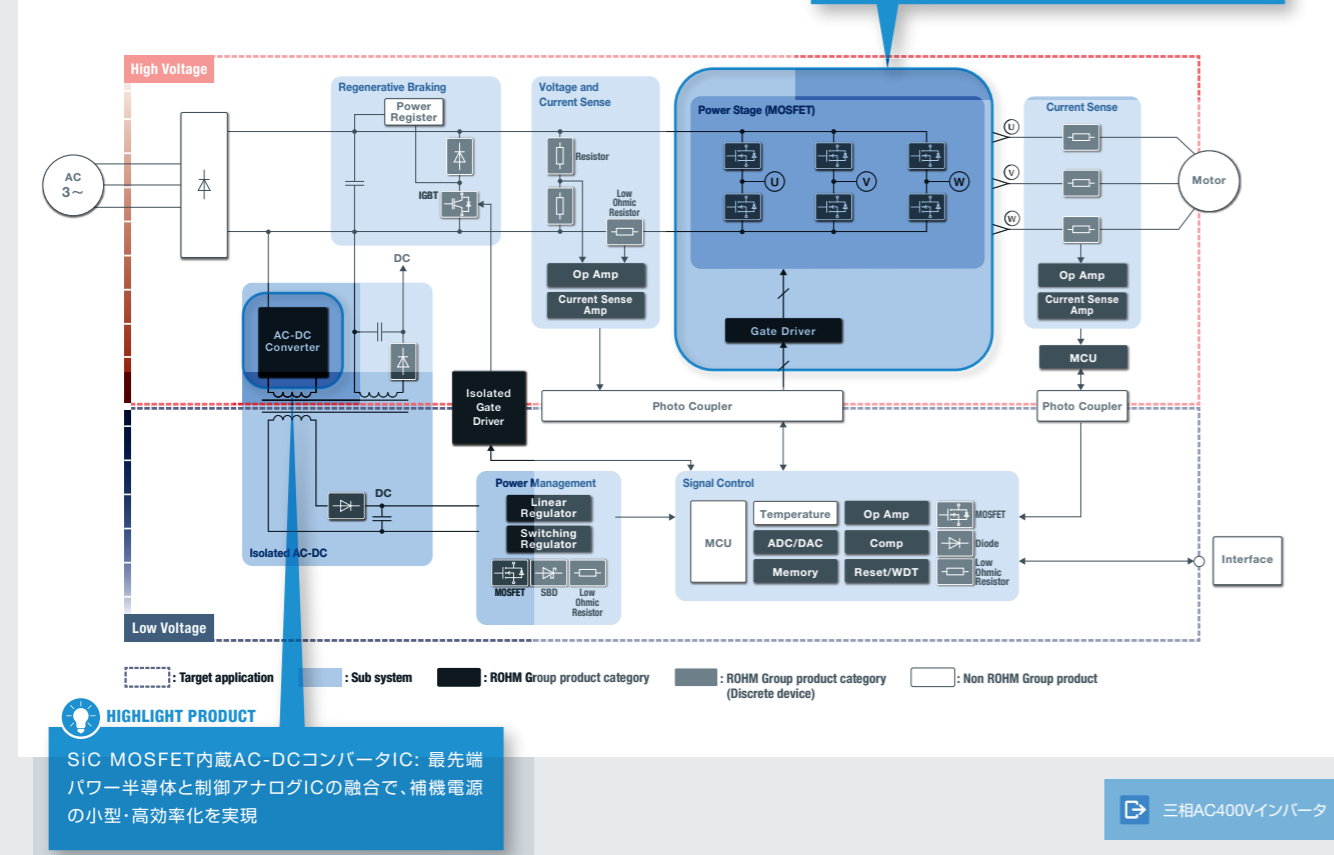 High Voltage
Regenerative Braking
Power
Register
IGBT
Voltage and
Current Sense
Resistor
Low
Ohmic
Resistor
Op Amp
Current Sense
Amp
Power Stage (MOSFET)
U
V
W
Gate Driver
U
V
W
Current Sense
Op Amp
Current Sense
Amp
MCU
Photo Coupler
Motor
AC
3~
DC
AC-DC
Converter
Isolated
Gate
Driver
Photo Coupler
DC
Isolated AC-DC
Power Management
Linear
Regulator
Switching
Regulator
MOSFET
SBD
Low
Ohmic
Resistor
Signal Control
MCU
Temperature
Op Amp
MOSFET
ADC/DAC
Comp
Diode
Memory
Reset/WDT
Low
Ohmic
Resistor
Interface
Low Voltage
: Target application
: Sub system
: ROHM Group product category
: ROHM Group product category
(Discrete device)
: Non ROHM Group product
HIGHLIGHT PRODUCT
SiC MOSFET内蔵AC-DCコンバータIC: 最先端
パワー半導体と制御アナログICの融合で、補機電源
の小型・高効率化を実現
三相AC400Vインバータ